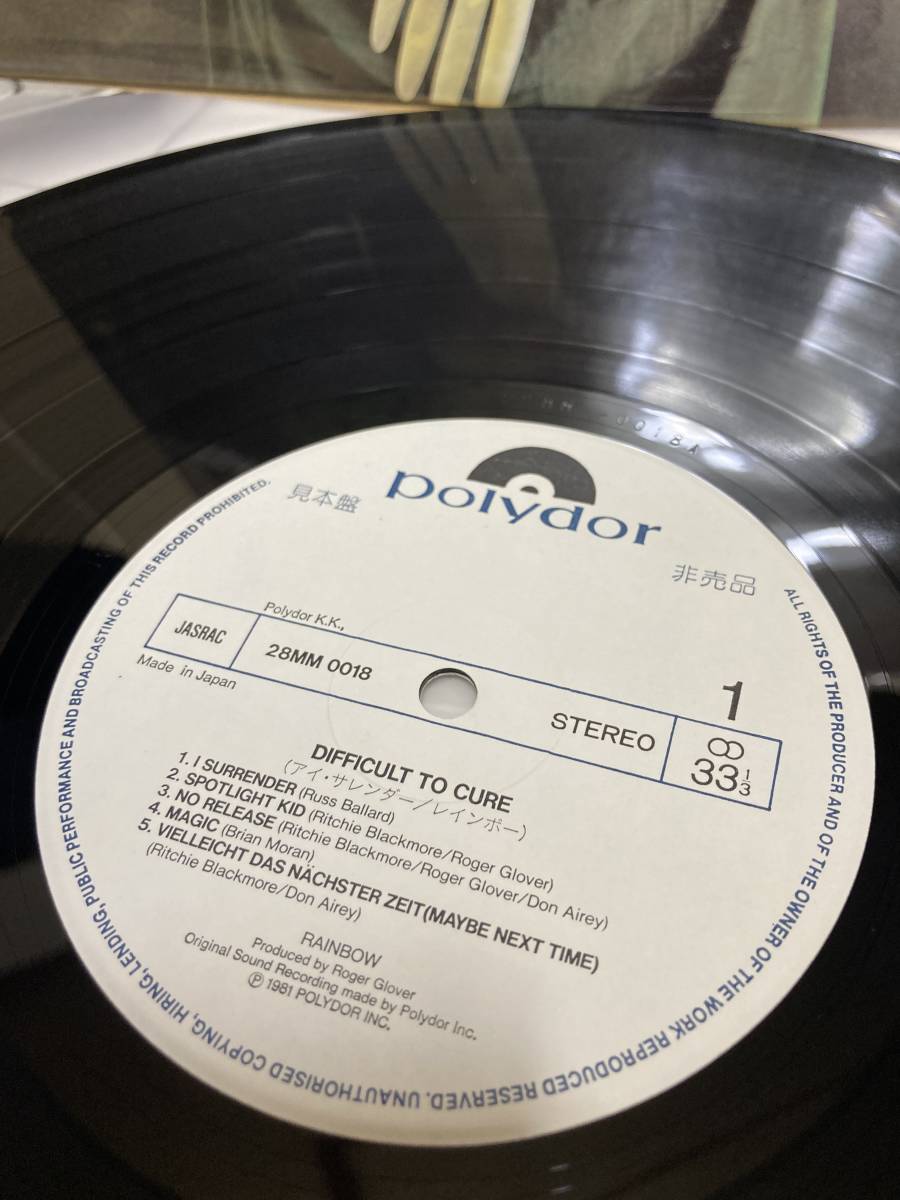 polydor
見本盤
非売品
Polydor K.K.,
JASRAC
28MM 0018
STEREO
1
33 1/3
Made in Japan
DIFFICULT TO CURE
(アイ・サレンダー/レインボー)
1. I SURRENDER (Russ Ballard)
2. SPOTLIGHT KID (Ritchie Blackmore/Roger Glover)
3. NO RELEASE (Ritchie Blackmore/Roger Glover/Don Airey)
4. MAGIC (Brian Moran)
5. VIELLEICHT DAS NÄCHSTER ZEIT(MAYBE NEXT TIME)
(Ritchie Blackmore/Don Airey)
RAINBOW
Produced by Roger Glover
Original Sound Recording made by Polydor Inc.
Ⓟ 1981 POLYDOR INC.
ALL RIGHTS OF THE PRODUCER AND OF THE OWNER OF THE WORK REPRODUCED RESERVED. UNAUTHORISED COPYING, HIRING, LENDING, PUBLIC PERFORMANCE AND BROADCASTING OF THIS RECORD PROHIBITED.